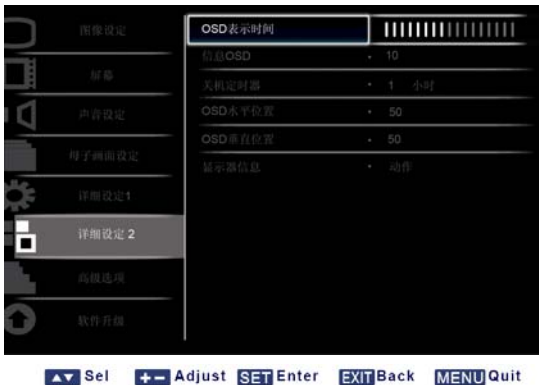 图像设定
屏幕
声音设定
母子画面设定
详细设定1
详细设定 2
高级选项
软件升级
OSD表示时间
信息OSD 10
关机定时器 1 小时
OSD水平位置 50
OSD垂直位置 50
显示器信息 动作
Sel Adjust SET Enter EXIT Back MENU Quit